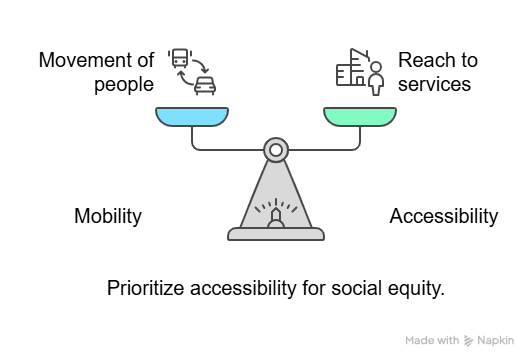 Movement of
people
Reach to
services
Mobility
Accessibility
Prioritize accessibility for social equity.
Made with Napkin